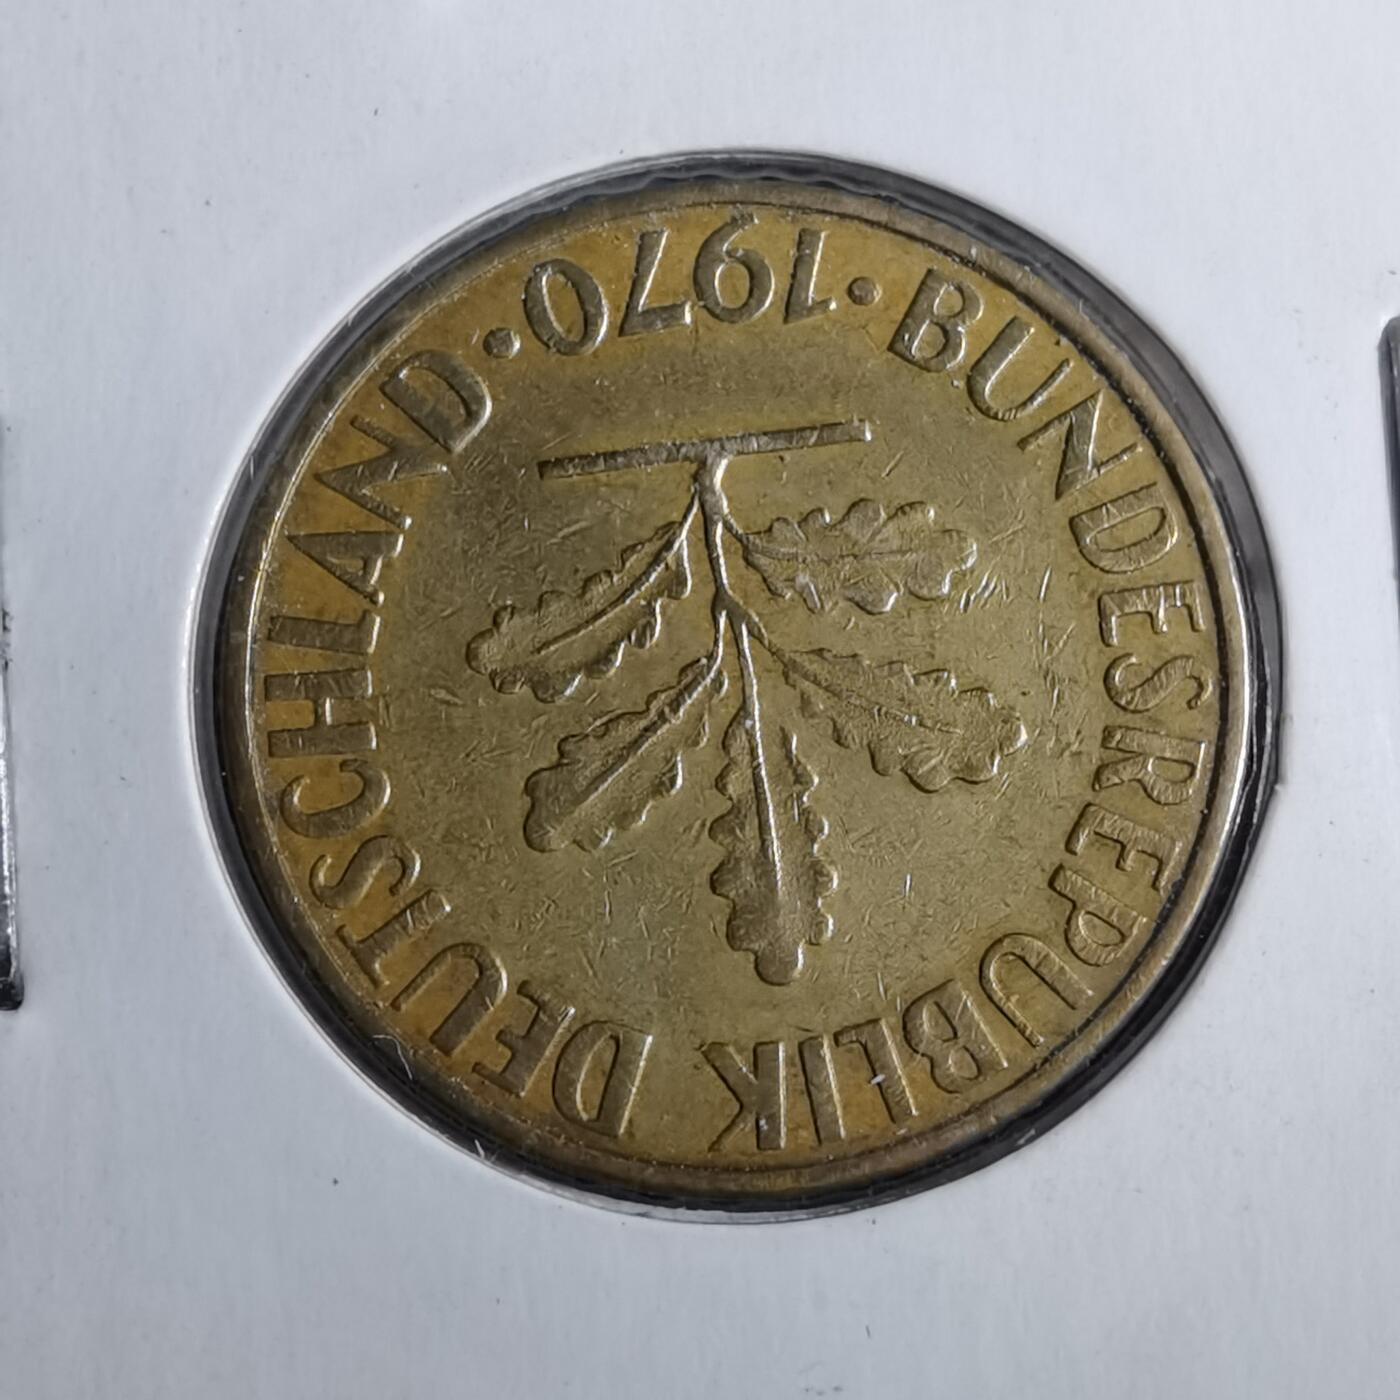 BUNDESREPUBLIK DEUTSCHLAND
· 1970 ·